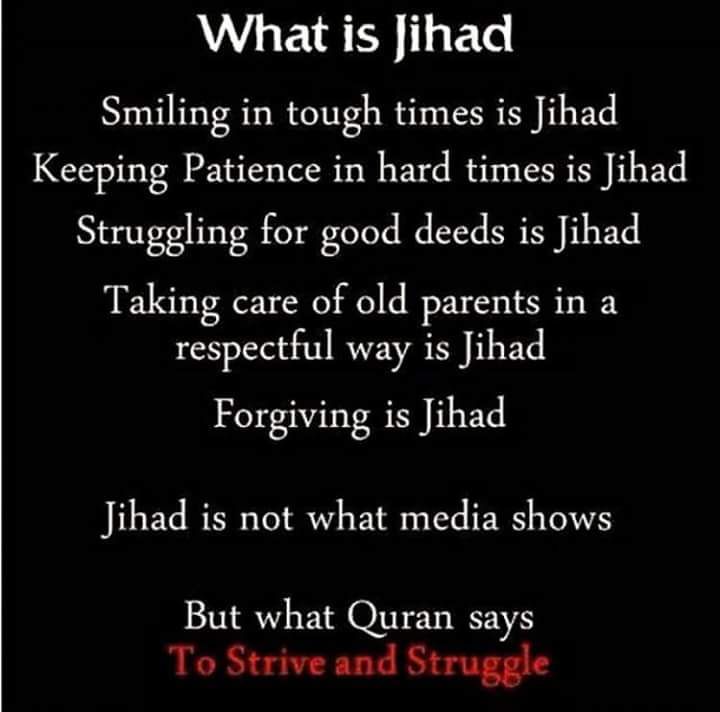 What is Jihad
Smiling in tough times is Jihad
Keeping Patience in hard times is Jihad
Struggling for good deeds is Jihad
Taking care of old parents in a
respectful way is Jihad
Forgiving is Jihad
Jihad is not what media shows
But what Quran says
To Strive and Struggle